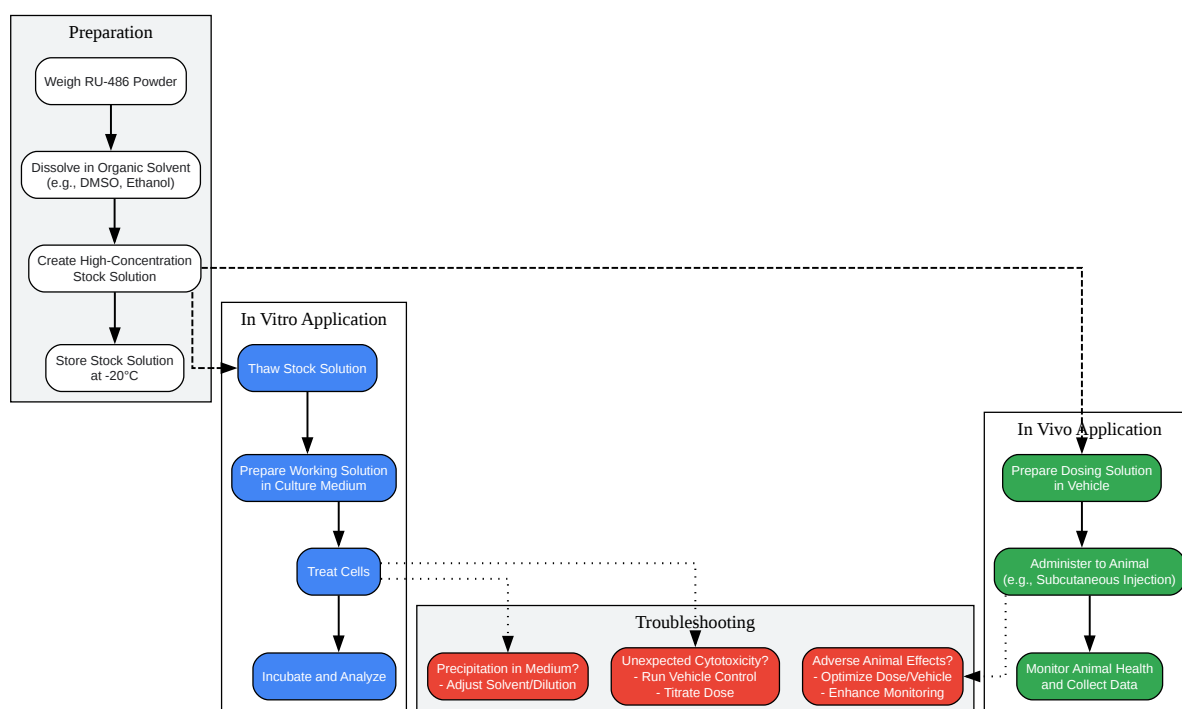 Preparation
Weigh RU-486 Powder
Dissolve in Organic Solvent
(e.g., DMSO, Ethanol)
Create High-Concentration
Stock Solution
Store Stock Solution
at -20°C
In Vitro Application
Thaw Stock Solution
Prepare Working Solution
in Culture Medium
Treat Cells
Incubate and Analyze
Troubleshooting
Precipitation in Medium?
- Adjust Solvent/Dilution
Unexpected Cytotoxicity?
- Run Vehicle Control
- Titrate Dose
Adverse Animal Effects?
- Optimize Dose/Vehicle
- Enhance Monitoring
In Vivo Application
Prepare Dosing Solution
in Vehicle
Administer to Animal
(e.g., Subcutaneous Injection)
Monitor Animal Health
and Collect Data